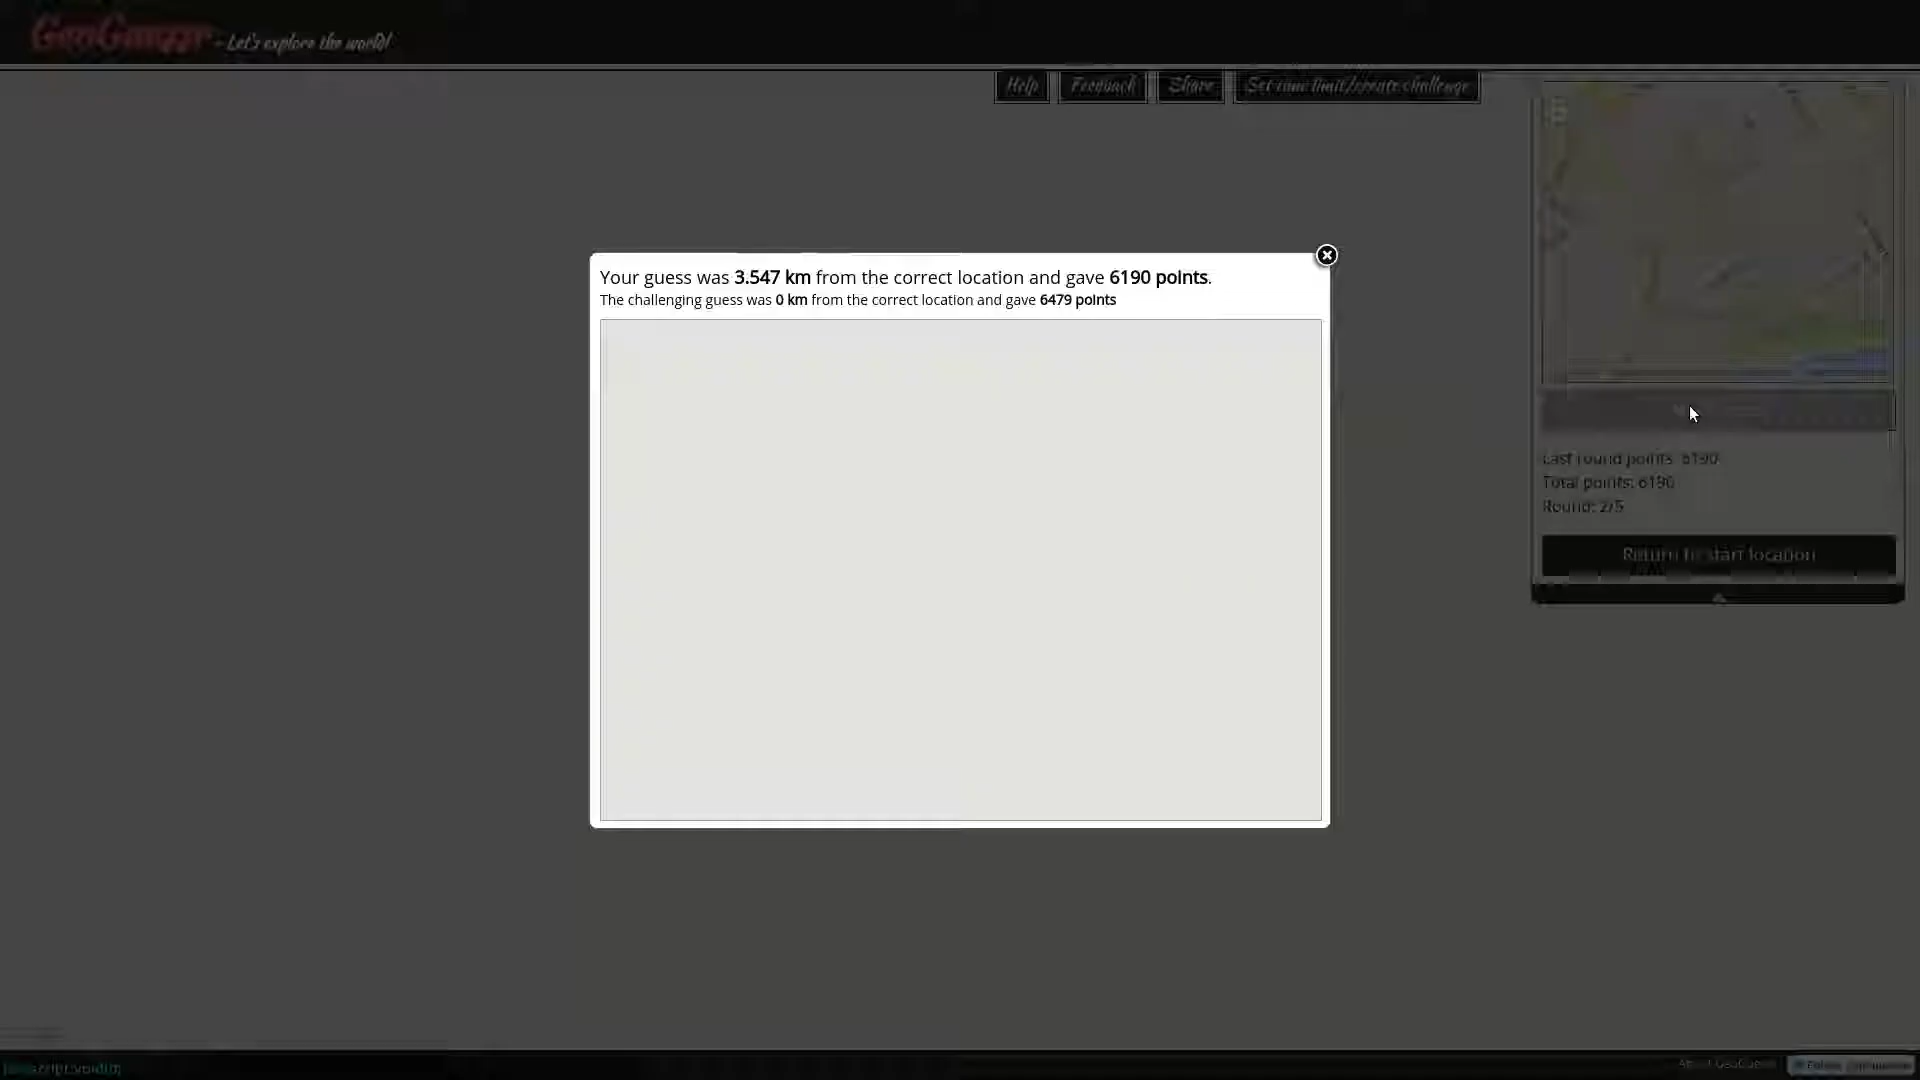 GeoGuessr - Let's explore the world!
Help Feedback Share Set time limit/create challenge
Your guess was 3.547 km from the correct location and gave 6190 points.
The challenging guess was 0 km from the correct location and gave 6479 points
Last round points: 6190
Total points: 6190
Round: 2/5
Return to start location
javascript:void(0)
About GeoGuessr